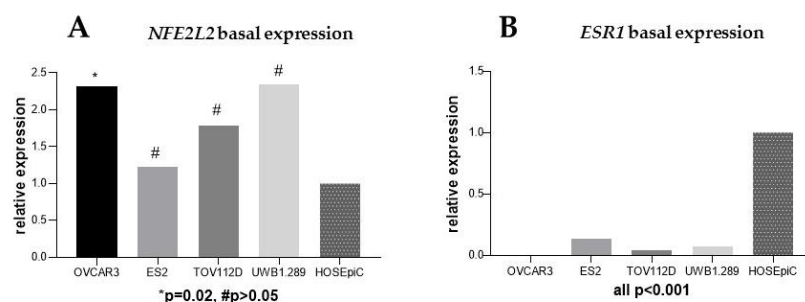 A
NFE2L2 basal expression
relative expression
2.5
2.0
1.5
1.0
0.5
0.0
*
#
#
#
OVCAR3 ES2 TOV112D UWB1.289 HOSEpiC
*p=0.02, #p>0.05
B
ESR1 basal expression
relative expression
1.5
1.0
0.5
0.0
OVCAR3 ES2 TOV112D UWB1.289 HOSEpiC
all p<0.001